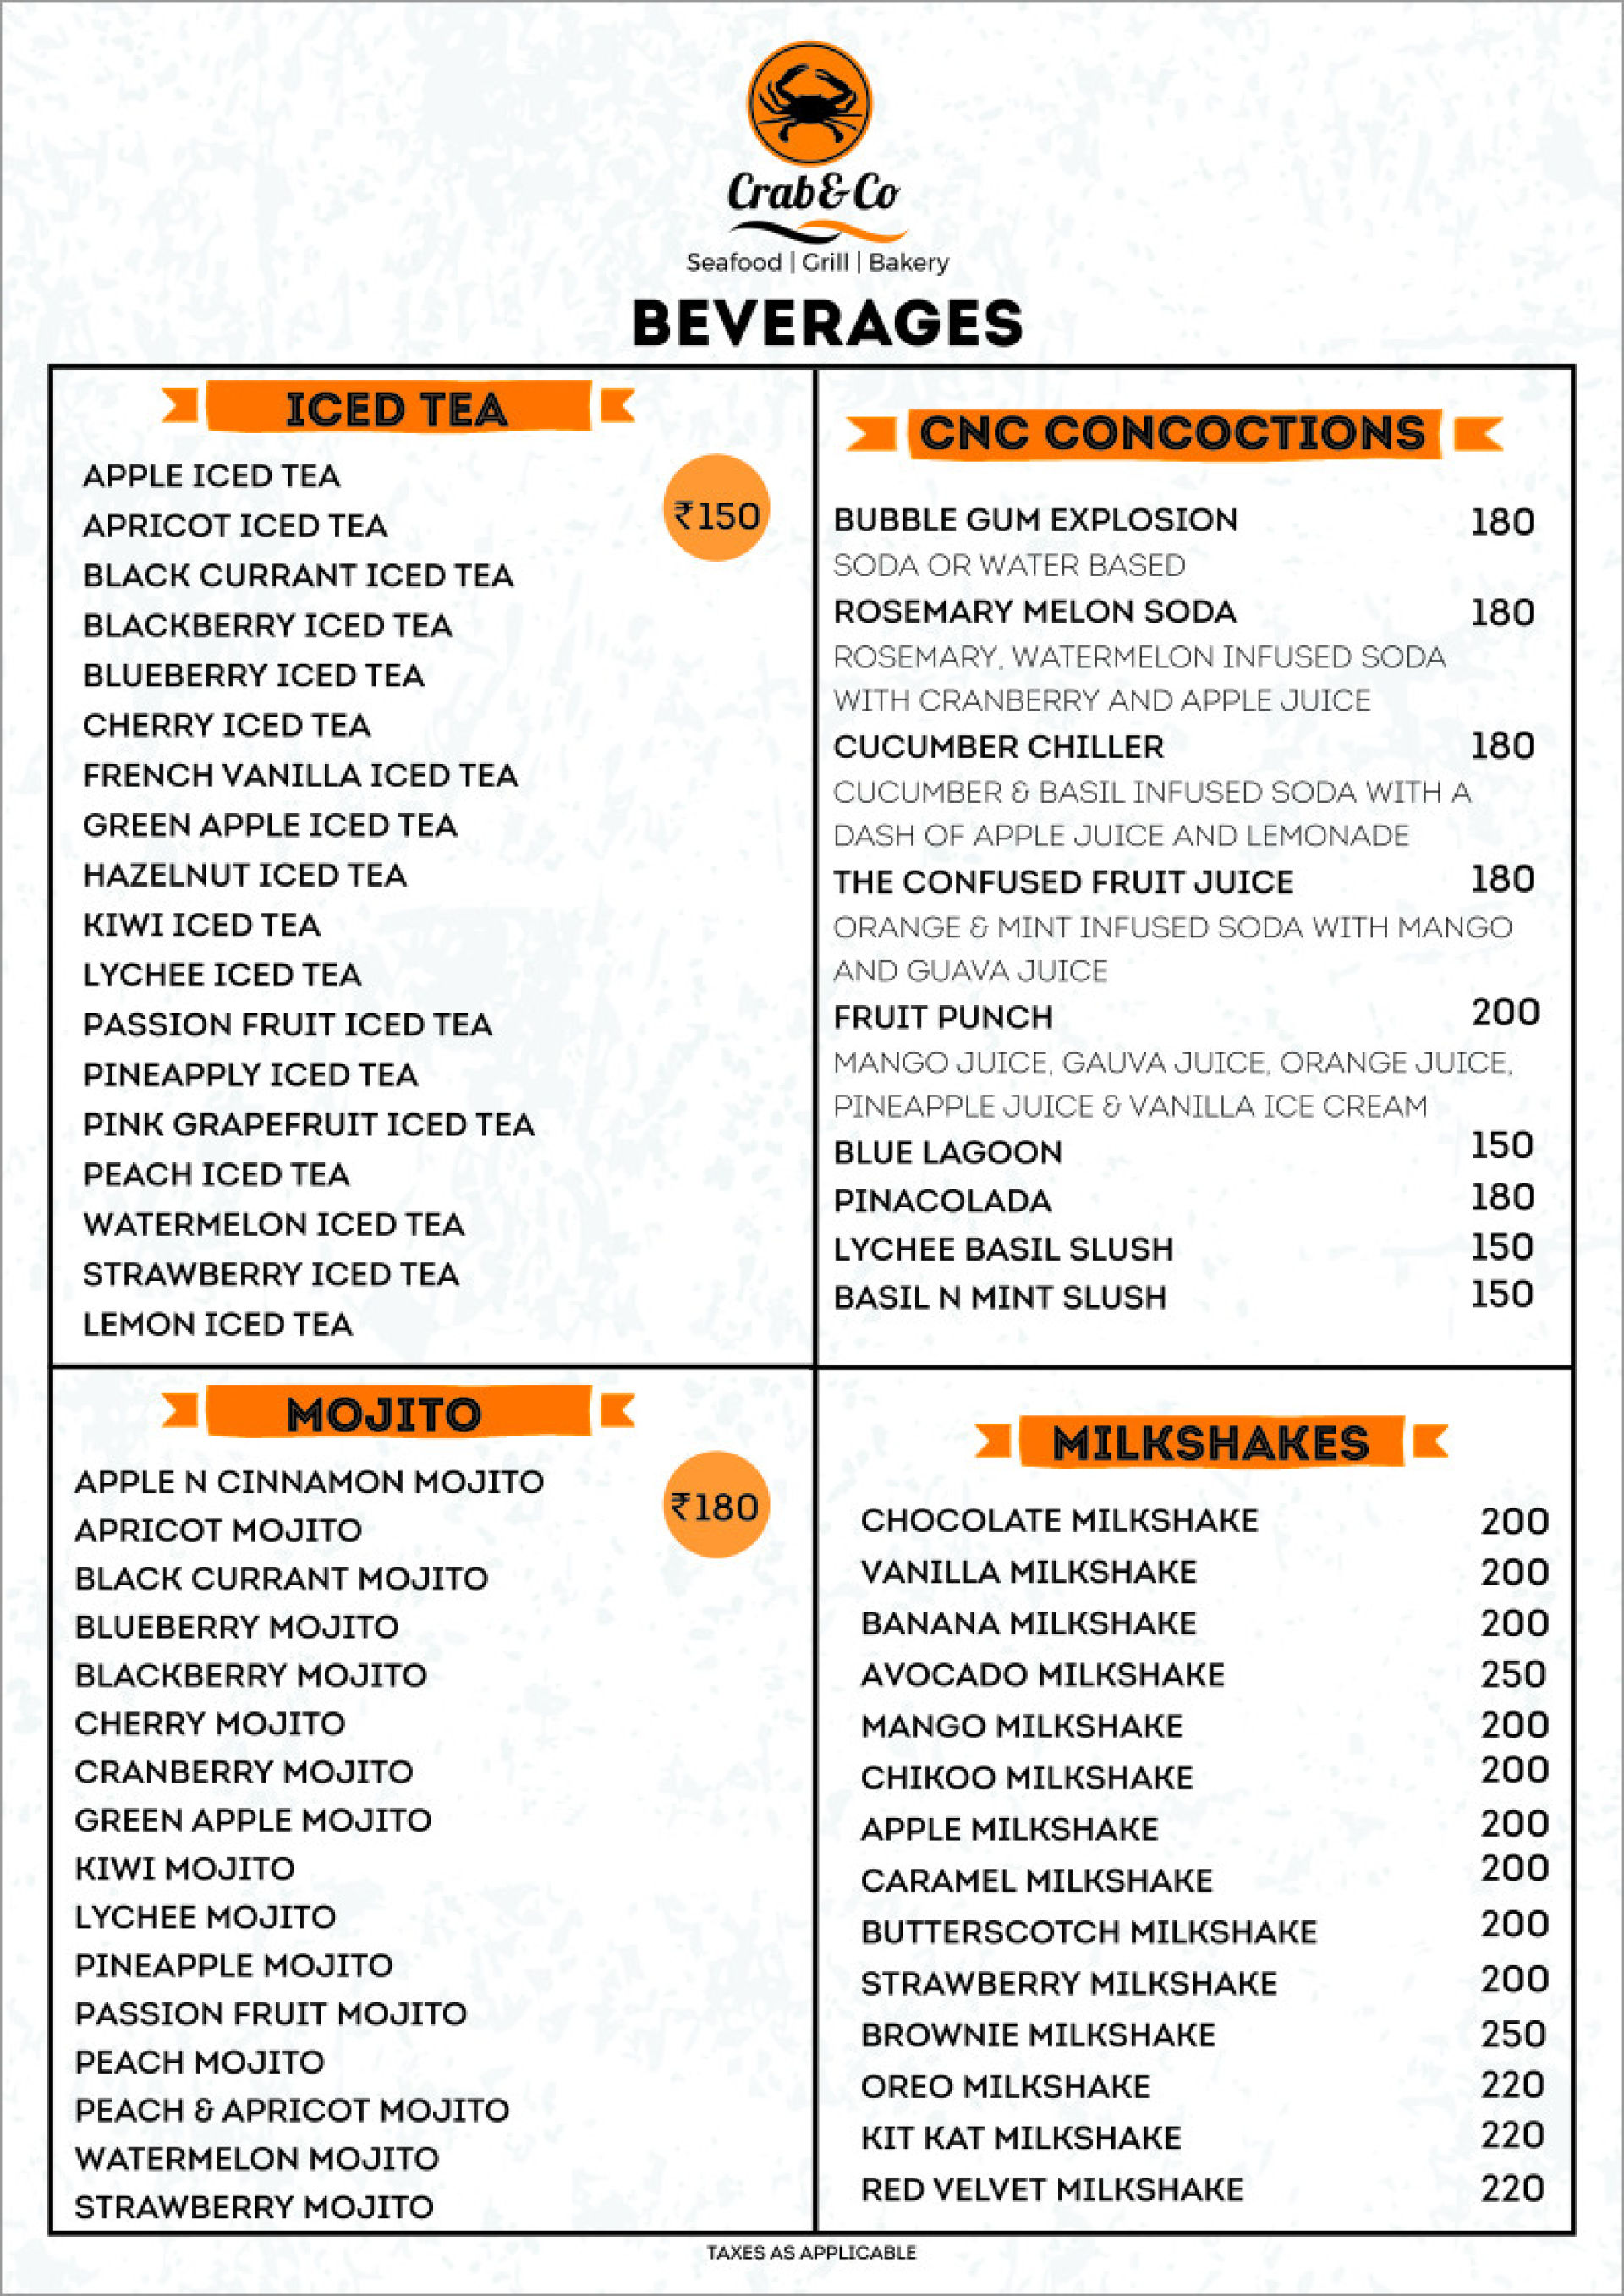 Crab&Co
Seafood | Grill | Bakery
BEVERAGES
ICED TEA
₹150
APPLE ICED TEA
APRICOT ICED TEA
BLACK CURRANT ICED TEA
BLACKBERRY ICED TEA
BLUEBERRY ICED TEA
CHERRY ICED TEA
FRENCH VANILLA ICED TEA
GREEN APPLE ICED TEA
HAZELNUT ICED TEA
KIWI ICED TEA
LYCHEE ICED TEA
PASSION FRUIT ICED TEA
PINEAPPLY ICED TEA
PINK GRAPEFRUIT ICED TEA
PEACH ICED TEA
WATERMELON ICED TEA
STRAWBERRY ICED TEA
LEMON ICED TEA
CNC CONCOCTIONS
BUBBLE GUM EXPLOSION 180
SODA OR WATER BASED
ROSEMARY MELON SODA 180
ROSEMARY, WATERMELON INFUSED SODA
WITH CRANBERRY AND APPLE JUICE
CUCUMBER CHILLER 180
CUCUMBER & BASIL INFUSED SODA WITH A
DASH OF APPLE JUICE AND LEMONADE
THE CONFUSED FRUIT JUICE 180
ORANGE & MINT INFUSED SODA WITH MANGO
AND GUAVA JUICE
FRUIT PUNCH 200
MANGO JUICE, GAUVA JUICE, ORANGE JUICE,
PINEAPPLE JUICE & VANILLA ICE CREAM
BLUE LAGOON 150
PINACOLADA 180
LYCHEE BASIL SLUSH 150
BASIL N MINT SLUSH 150
MOJITO
₹180
APPLE N CINNAMON MOJITO
APRICOT MOJITO
BLACK CURRANT MOJITO
BLUEBERRY MOJITO
BLACKBERRY MOJITO
CHERRY MOJITO
CRANBERRY MOJITO
GREEN APPLE MOJITO
KIWI MOJITO
LYCHEE MOJITO
PINEAPPLE MOJITO
PASSION FRUIT MOJITO
PEACH MOJITO
PEACH & APRICOT MOJITO
WATERMELON MOJITO
STRAWBERRY MOJITO
MILKSHAKES
CHOCOLATE MILKSHAKE 200
VANILLA MILKSHAKE 200
BANANA MILKSHAKE 200
AVOCADO MILKSHAKE 250
MANGO MILKSHAKE 200
CHIKOO MILKSHAKE 200
APPLE MILKSHAKE 200
CARAMEL MILKSHAKE 200
BUTTERSCOTCH MILKSHAKE 200
STRAWBERRY MILKSHAKE 200
BROWNIE MILKSHAKE 250
OREO MILKSHAKE 220
KIT KAT MILKSHAKE 220
RED VELVET MILKSHAKE 220
TAXES AS APPLICABLE